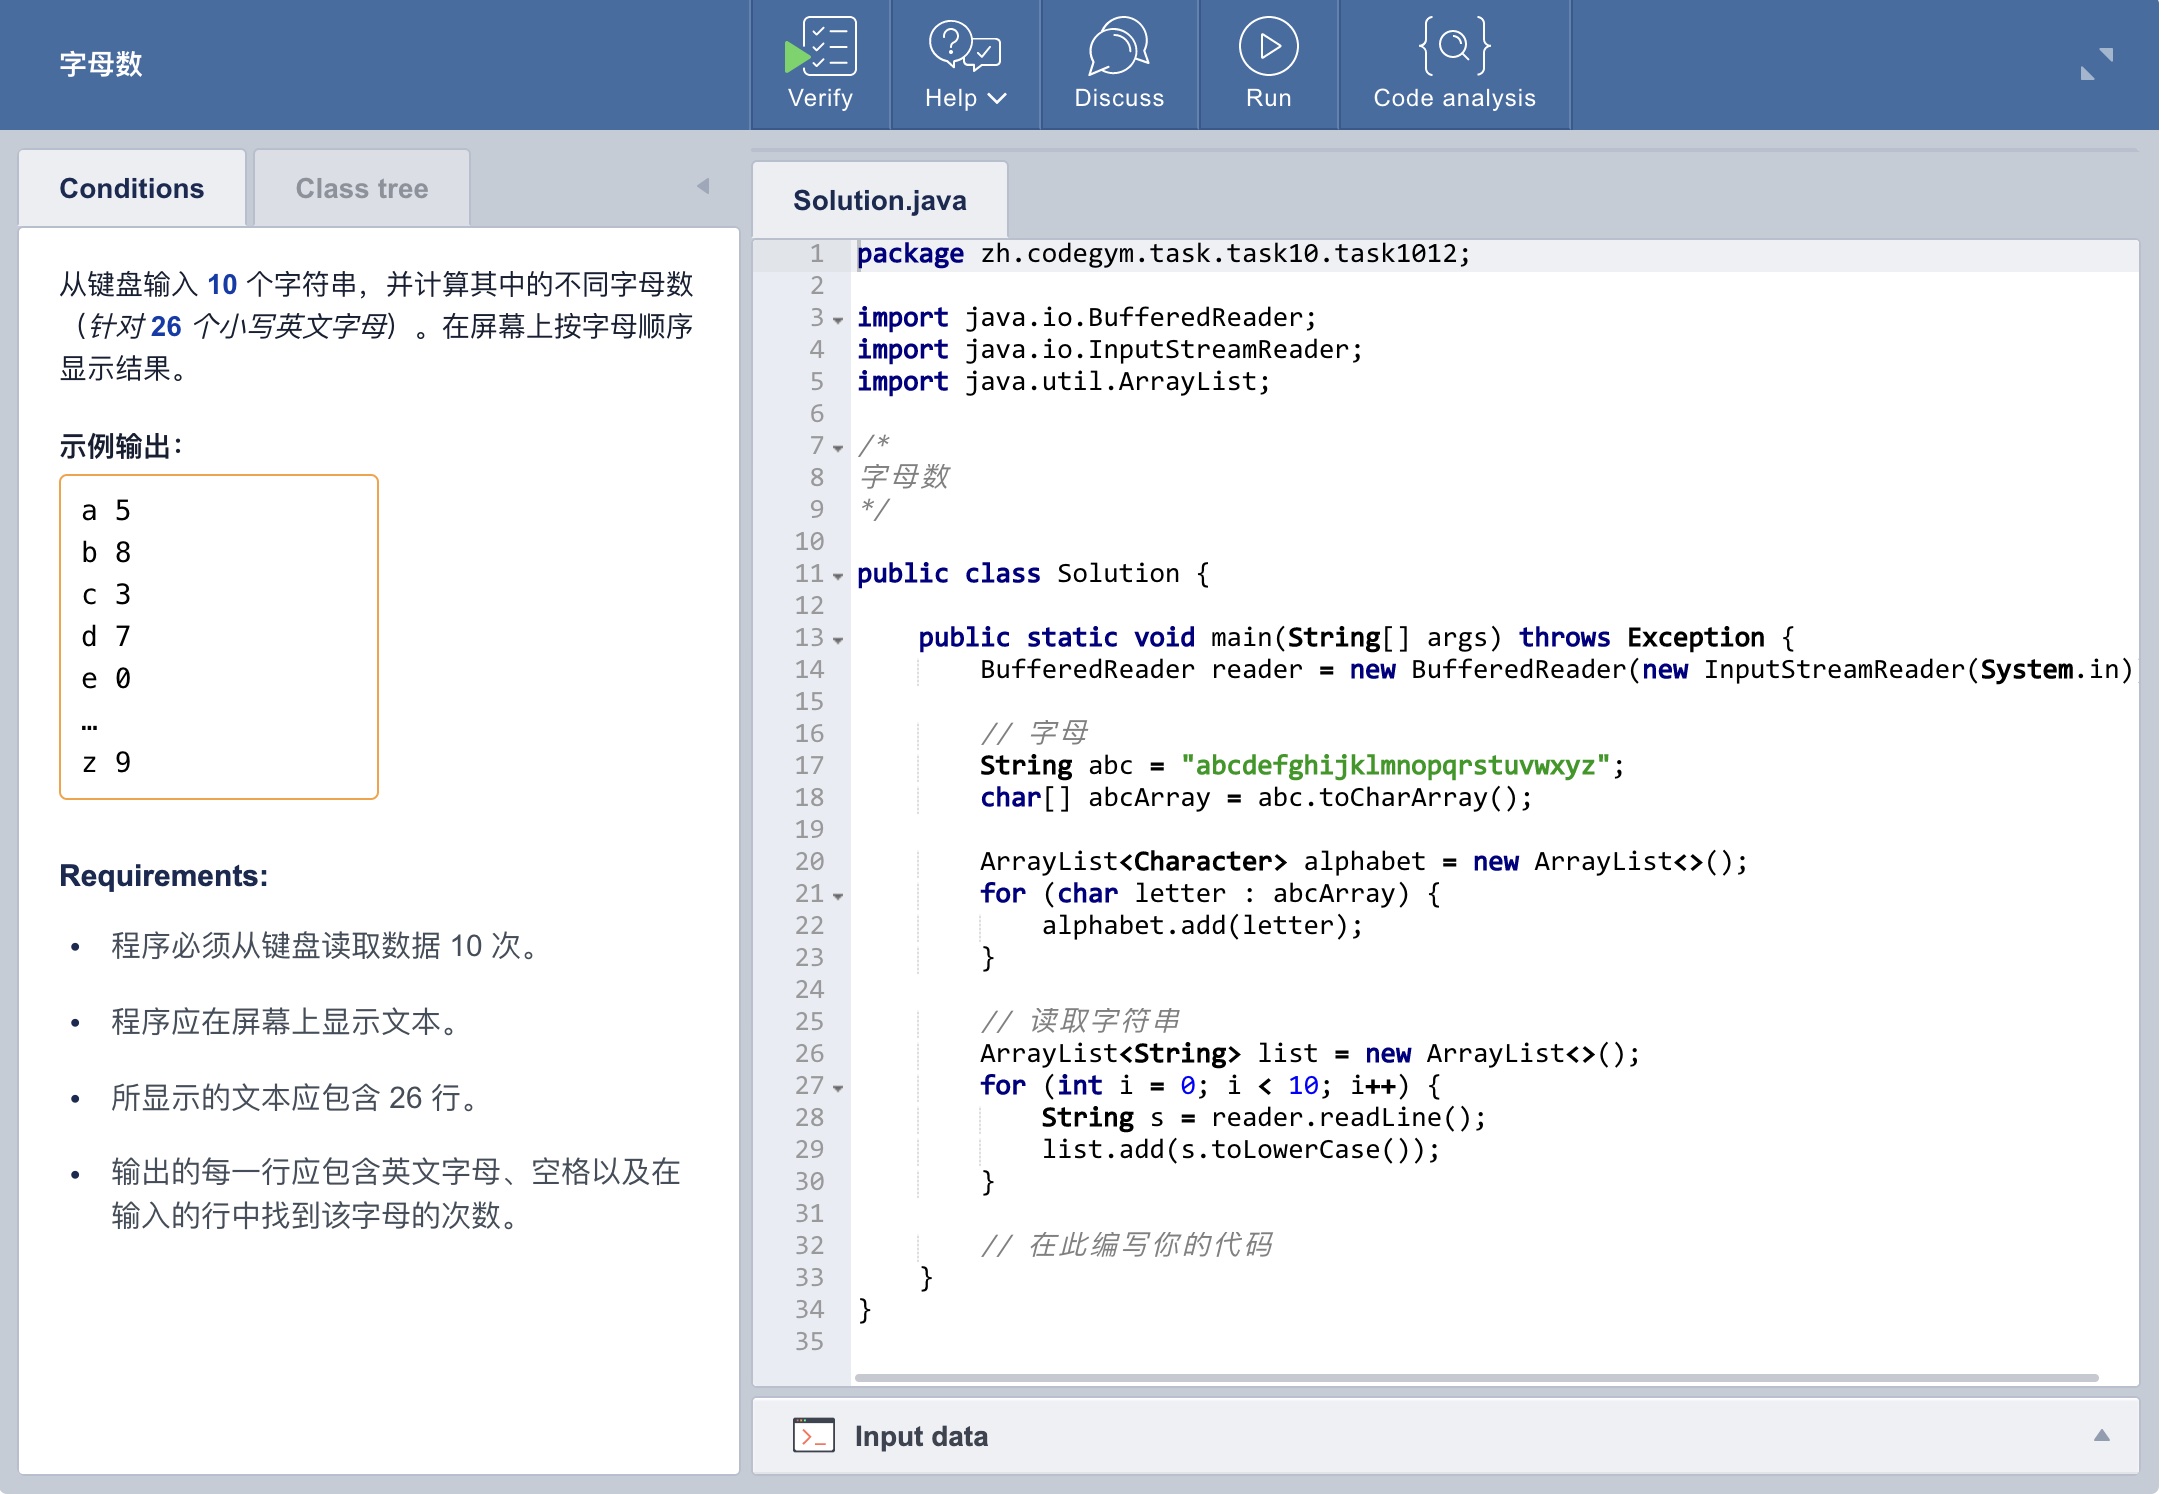 字母数
Verify
Help
Discuss
Run
Code analysis
Conditions
Class tree
从键盘输入 10 个字符串，并计算其中的不同字母数
（针对 26 个小写英文字母）。在屏幕上按字母顺序
显示结果。
示例输出：
a 5
b 8
c 3
d 7
e 0
…
z 9
Requirements:
• 程序必须从键盘读取数据 10 次。
• 程序应在屏幕上显示文本。
• 所显示的文本应包含 26 行。
• 输出的每一行应包含英文字母、空格以及在
输入的行中找到该字母的次数。
Solution.java
1 package zh.codegym.task.task10.task1012;
2
3 import java.io.BufferedReader;
4 import java.io.InputStreamReader;
5 import java.util.ArrayList;
6
7 /*
8 字母数
9 */
10
11 public class Solution {
12
13     public static void main(String[] args) throws Exception {
14         BufferedReader reader = new BufferedReader(new InputStreamReader(System.in)
15
16         // 字母
17         String abc = "abcdefghijklmnopqrstuvwxyz";
18         char[] abcArray = abc.toCharArray();
19
20         ArrayList<Character> alphabet = new ArrayList<>();
21         for (char letter : abcArray) {
22             alphabet.add(letter);
23         }
24
25         // 读取字符串
26         ArrayList<String> list = new ArrayList<>();
27         for (int i = 0; i < 10; i++) {
28             String s = reader.readLine();
29             list.add(s.toLowerCase());
30         }
31
32         // 在此编写你的代码
33     }
34 }
35
>_ Input data